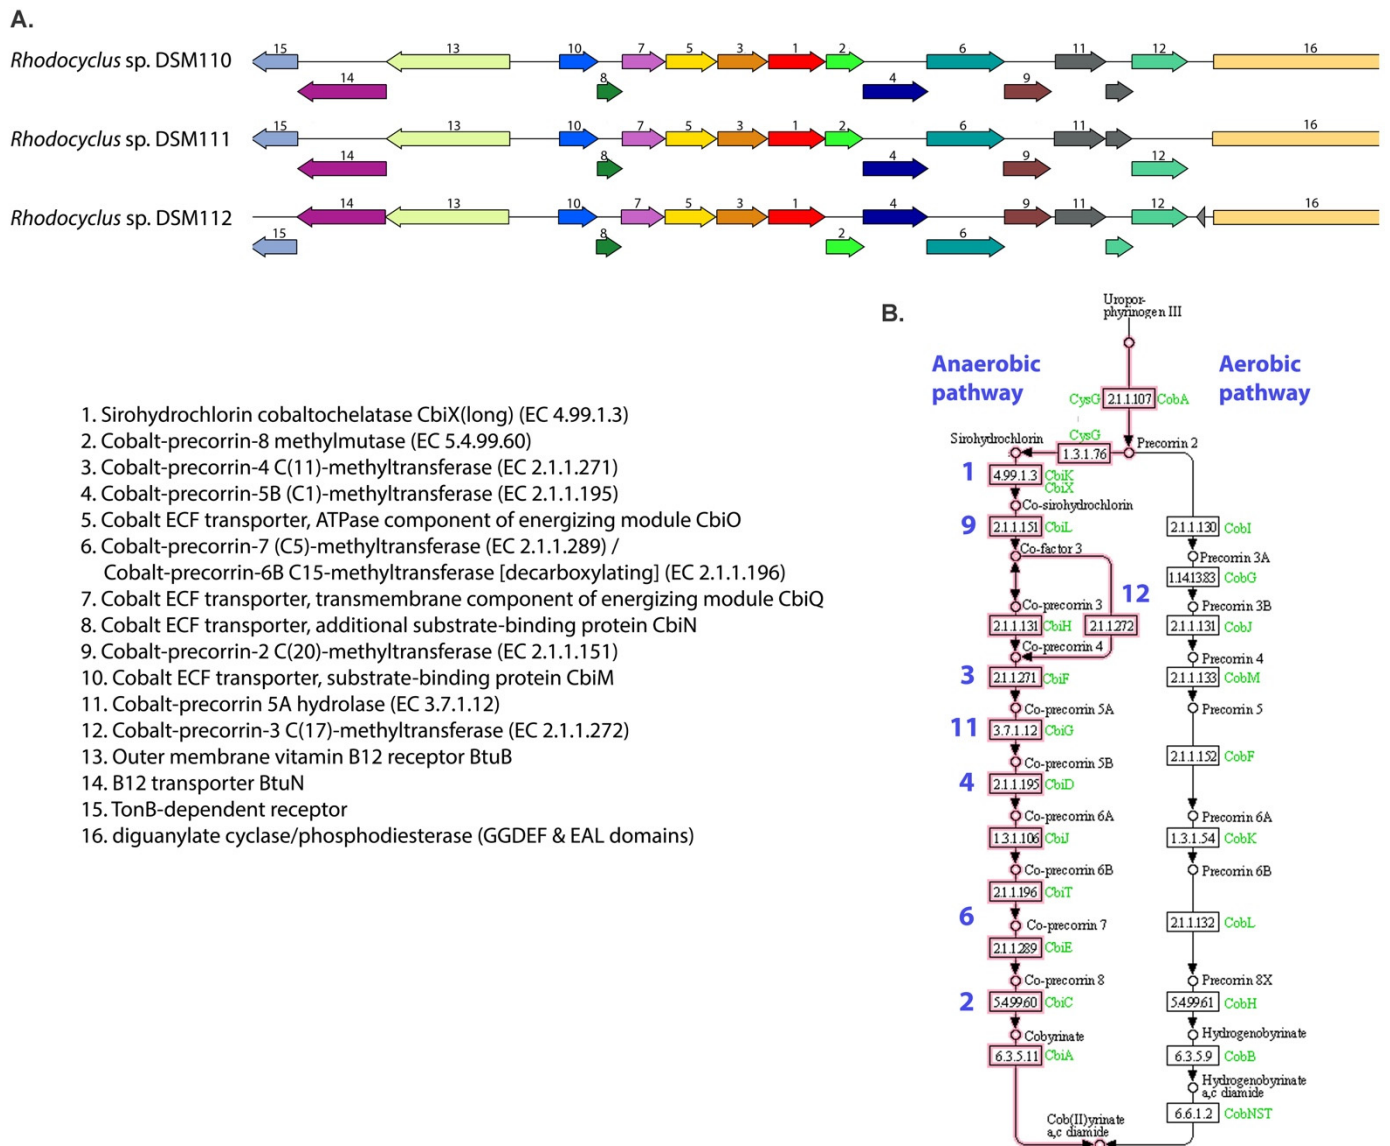 A.
Rhodocyclus sp. DSM110
15 13 10 7 5 3 1 2 6 11 12 16
14 8 4 9
Rhodocyclus sp. DSM111
15 13 10 7 5 3 1 2 6 9 11 16
14 8 4 12
Rhodocyclus sp. DSM112
14 13 10 7 5 3 1 4 9 11 12 16
15 8 2 6
1. Sirohydrochlorin cobaltochelatase CbiX(long) (EC 4.99.1.3)
2. Cobalt-precorrin-8 methylmutase (EC 5.4.99.60)
3. Cobalt-precorrin-4 C(11)-methyltransferase (EC 2.1.1.271)
4. Cobalt-precorrin-5B (C1)-methyltransferase (EC 2.1.1.195)
5. Cobalt ECF transporter, ATPase component of energizing module CbiO
6. Cobalt-precorrin-7 (C5)-methyltransferase (EC 2.1.1.289) /
Cobalt-precorrin-6B C15-methyltransferase [decarboxylating] (EC 2.1.1.196)
7. Cobalt ECF transporter, transmembrane component of energizing module CbiQ
8. Cobalt ECF transporter, additional substrate-binding protein CbiN
9. Cobalt-precorrin-2 C(20)-methyltransferase (EC 2.1.1.151)
10. Cobalt ECF transporter, substrate-binding protein CbiM
11. Cobalt-precorrin 5A hydrolase (EC 3.7.1.12)
12. Cobalt-precorrin-3 C(17)-methyltransferase (EC 2.1.1.272)
13. Outer membrane vitamin B12 receptor BtuB
14. B12 transporter BtuN
15. TonB-dependent receptor
16. diguanylate cyclase/phosphodiesterase (GGDEF & EAL domains)
B.
Uropor-
phyrinogen III
Anaerobic
pathway
Aerobic
pathway
CysG 2.1.1.107 CobA
CysG
Sirohydrochlorin 1.3.1.76 Precorrin 2
1 4.99.1.3 CbiK
CbiX
Co-sirohydrochlorin
9 2.1.1.151 CbiL 2.1.1.130 CobI
Co-factor 3 Precorrin 3A
1.14.13.83 CobG
12
Co-precorrin 3 Precorrin 3B
2.1.1.131 CbiH 2.1.1.272 2.1.1.131 CobJ
Co-precorrin 4 Precorrin 4
3 2.1.1.271 CbiF 2.1.1.133 CobM
Co-precorrin 5A Precorrin 5
11 3.7.1.12 CbiG
2.1.1.152 CobF
Co-precorrin 5B
4 2.1.1.195 CbiD
Co-precorrin 6A Precorrin 6A
1.3.1.106 CbiJ 1.3.1.54 CobK
Co-precorrin 6B Precorrin 6B
2.1.1.196 CbiT
6
Co-precorrin 7 2.1.1.132 CobL
2.1.1.289 CbiE
Co-precorrin 8 Precorrin 8X
2 5.4.99.60 CbiC 5.4.99.61 CobH
Cobyrinate Hydrogenobyrinate
6.3.5.11 CbiA 6.3.5.9 CobB
Hydrogenobyrinate
a,c diamide
6.6.1.2 CobNST
Cob(II)yrinate
a,c diamide